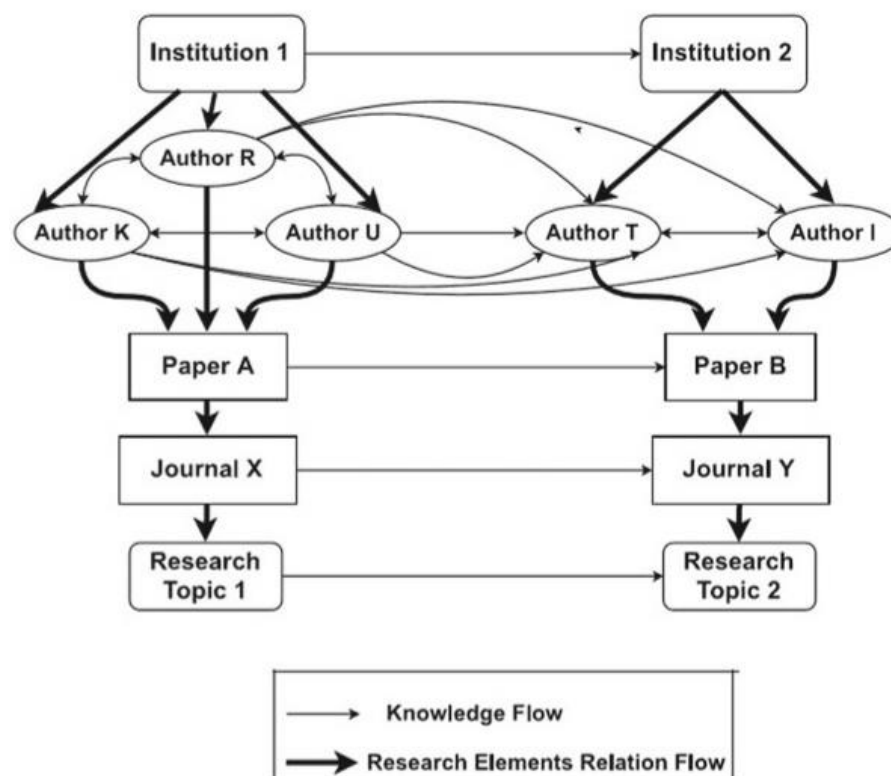 Institution 1
Institution 2
Author R
Author K
Author U
Author T
Author I
Paper A
Paper B
Journal X
Journal Y
Research
Topic 1
Research
Topic 2
Knowledge Flow
Research Elements Relation Flow